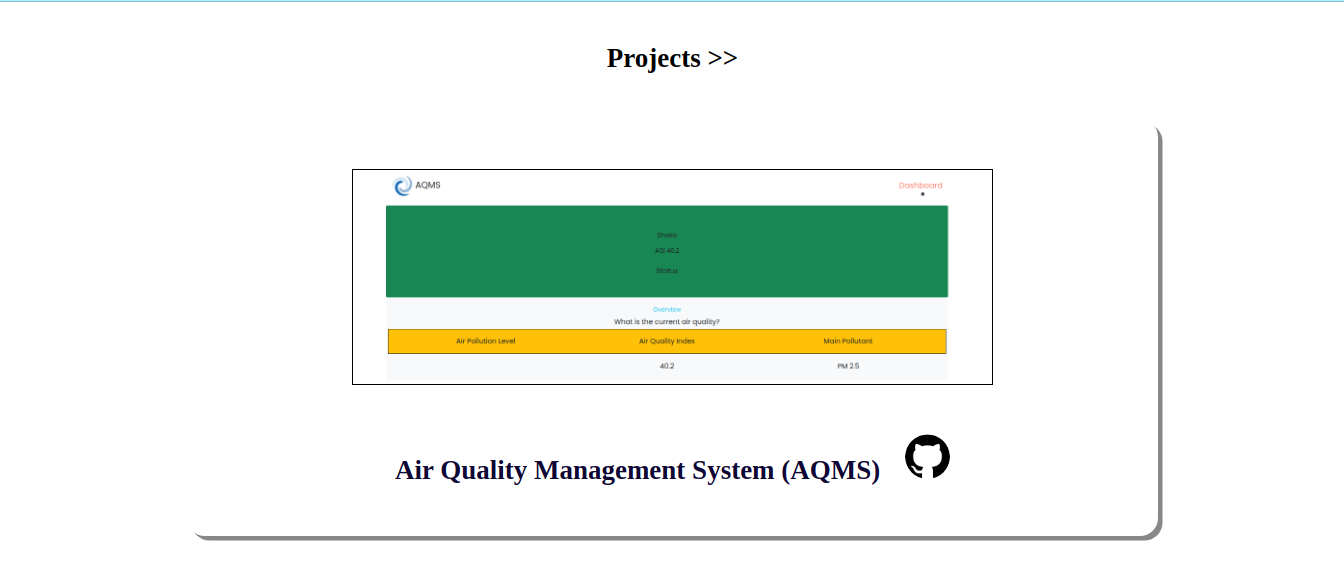 Projects >>
AQMS Dashboard
Dhaka
AQI 40.2
Status
Overview
What is the current air quality?
Air Pollution Level Air Quality Index Main Pollutant
40.2 PM 2.5
Air Quality Management System (AQMS)